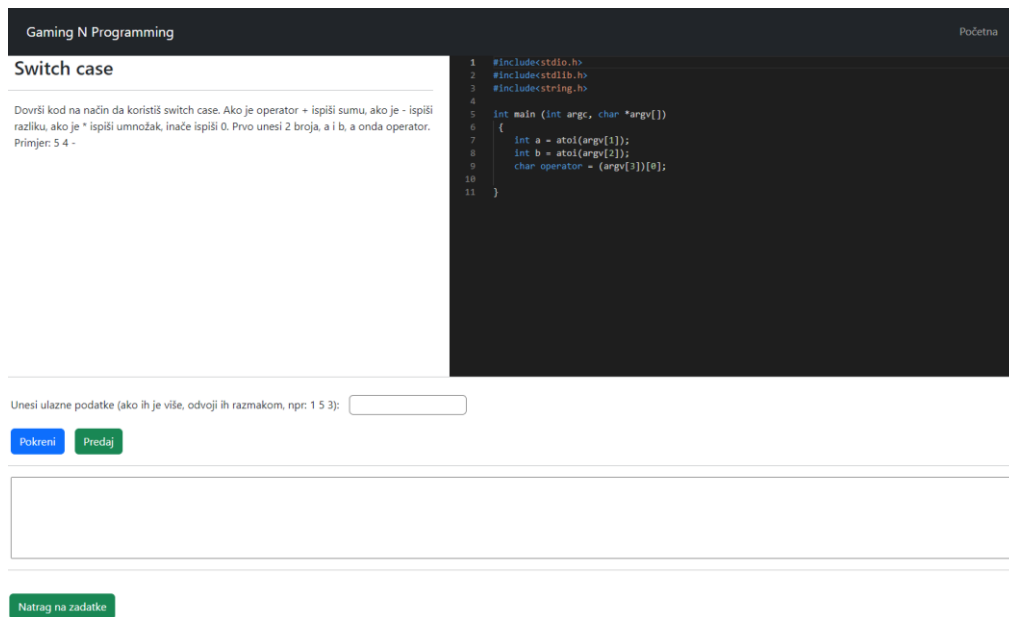 Gaming N Programming
Početna
Switch case
Dovrši kod na način da koristiš switch case. Ako je operator + ispiši sumu, ako je - ispiši
razliku, ako je * ispiši umnožak, inače ispiši 0. Prvo unesi 2 broja, a i b, a onda operator.
Primjer: 5 4 -
1 #include<stdio.h>
2 #include<stdlib.h>
3 #include<string.h>
4
5 int main (int argc, char *argv[])
6 {
7 int a = atoi(argv[1]);
8 int b = atoi(argv[2]);
9 char operator = (argv[3])[0];
10
11 }
Unesi ulazne podatke (ako ih je više, odvoji ih razmakom, npr: 1 5 3):
Pokreni Predaj
Natrag na zadatke